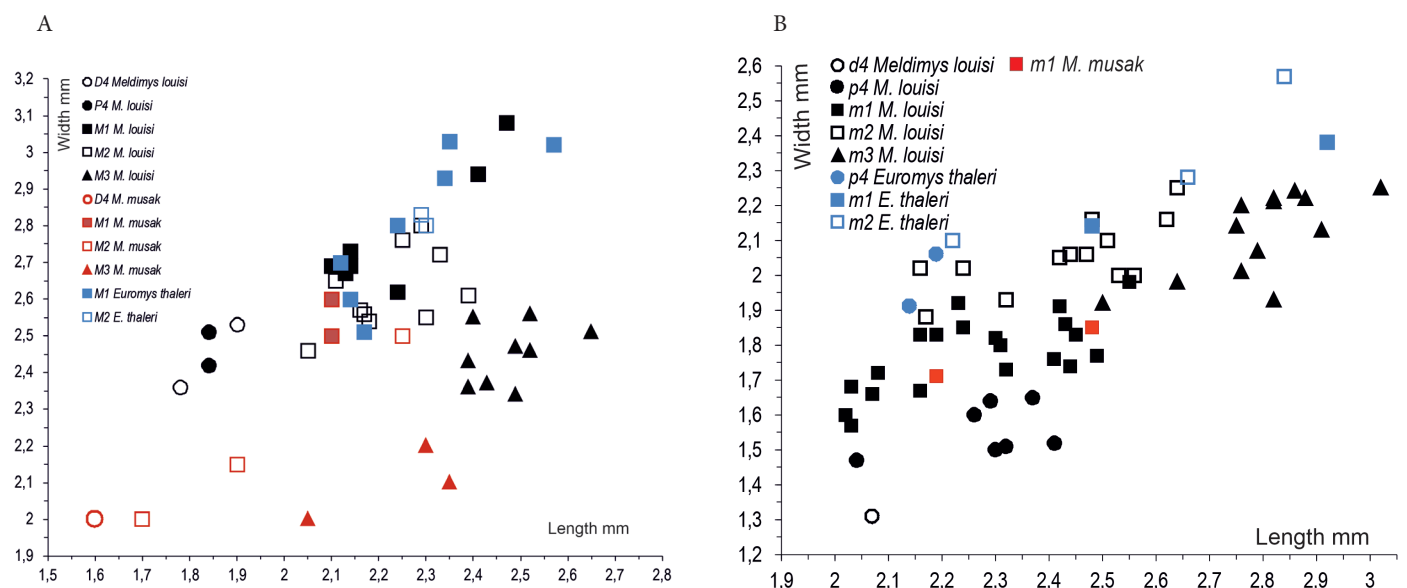 A
B
3,2
3,1
3
2,9
2,8
2,7
2,6
2,5
2,4
2,3
2,2
2,1
2
1,9
Width mm
D4 Meldimys louisi
P4 M. louisi
M1 M. louisi
M2 M. louisi
M3 M. louisi
D4 M. musak
M1 M. musak
M2 M. musak
M3 M. musak
M1 Euromys thaleri
M2 E. thaleri
Length mm
1,5 1,6 1,7 1,8 1,9 2 2,1 2,2 2,3 2,4 2,5 2,6 2,7 2,8
2,6
2,5
2,4
2,3
2,2
2,1
2
1,9
1,8
1,7
1,6
1,5
1,4
1,3
1,2
Width mm
d4 Meldimys louisi m1 M. musak
p4 M. louisi
m1 M. louisi
m2 M. louisi
m3 M. louisi
p4 Euromys thaleri
m1 E. thaleri
m2 E. thaleri
Length mm
1.9 2 2.1 2.2 2.3 2.4 2.5 2.6 2.7 2.8 2.9 3